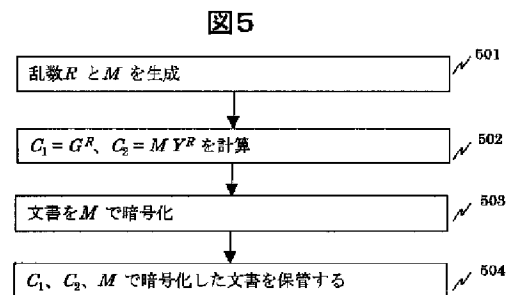 図5
乱数R とM を生成
501
C₁ = Gᴿ、C₂ = M Yᴿ を計算
502
文書をM で暗号化
503
C₁、C₂、M で暗号化した文書を保管する
504